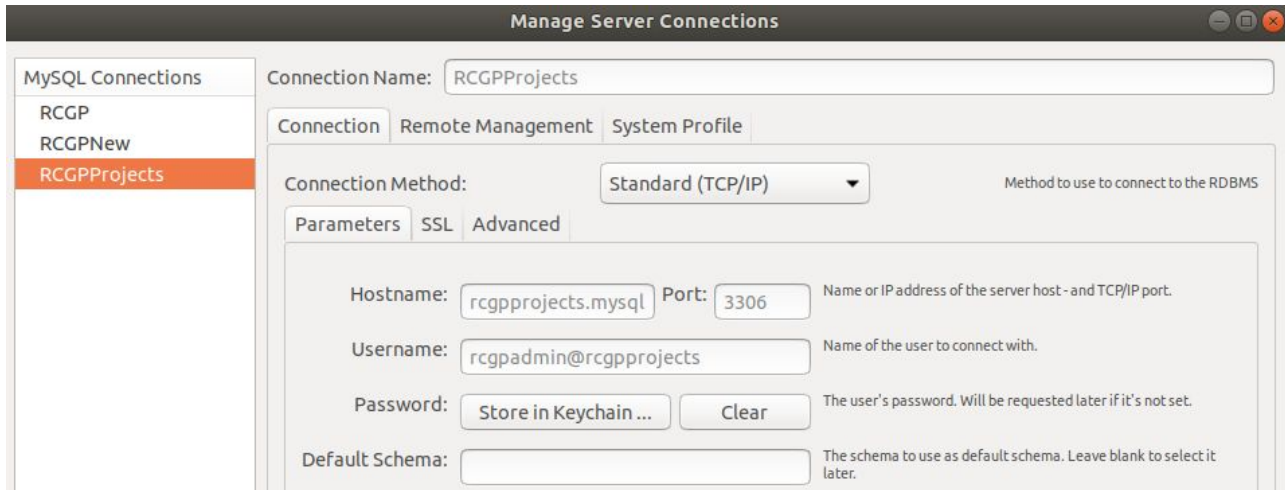 Manage Server Connections
MySQL Connections
RCGP
RCGPNew
RCGPProjects
Connection Name: RCGPProjects
Connection Remote Management System Profile
Connection Method: Standard (TCP/IP) Method to use to connect to the RDBMS
Parameters SSL Advanced
Hostname: rcgpprojects.mysql Port: 3306 Name or IP address of the server host - and TCP/IP port.
Username: rcgpadmin@rcgpprojects Name of the user to connect with.
Password: Store in Keychain ... Clear The user's password. Will be requested later if it's not set.
Default Schema: The schema to use as default schema. Leave blank to select it
later.